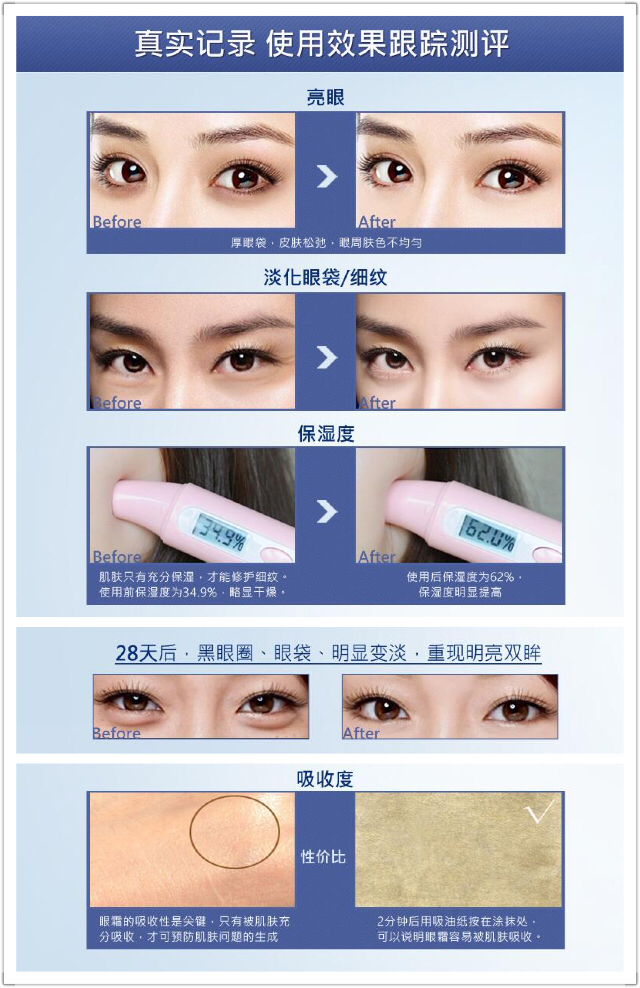 真实记录 使用效果跟踪测评
亮眼
Before
After
厚眼袋，皮肤松弛，眼周肤色不均匀
淡化眼袋/细纹
Before
After
保湿度
34.9%
62.0%
Before
After
肌肤只有充分保湿，才能修护细纹。
使用前保湿度为34.9%，略显干燥。
使用后保湿度为62%，
保湿度明显提高
28天后，黑眼圈、眼袋、明显变淡，重现明亮双眸
Before
After
吸收度
性价比
眼霜的吸收性是关键，只有被肌肤充
分吸收，才可预防肌肤问题的生成
2分钟后用吸油纸按在涂抹处，
可以说明眼霜容易被肌肤吸收。